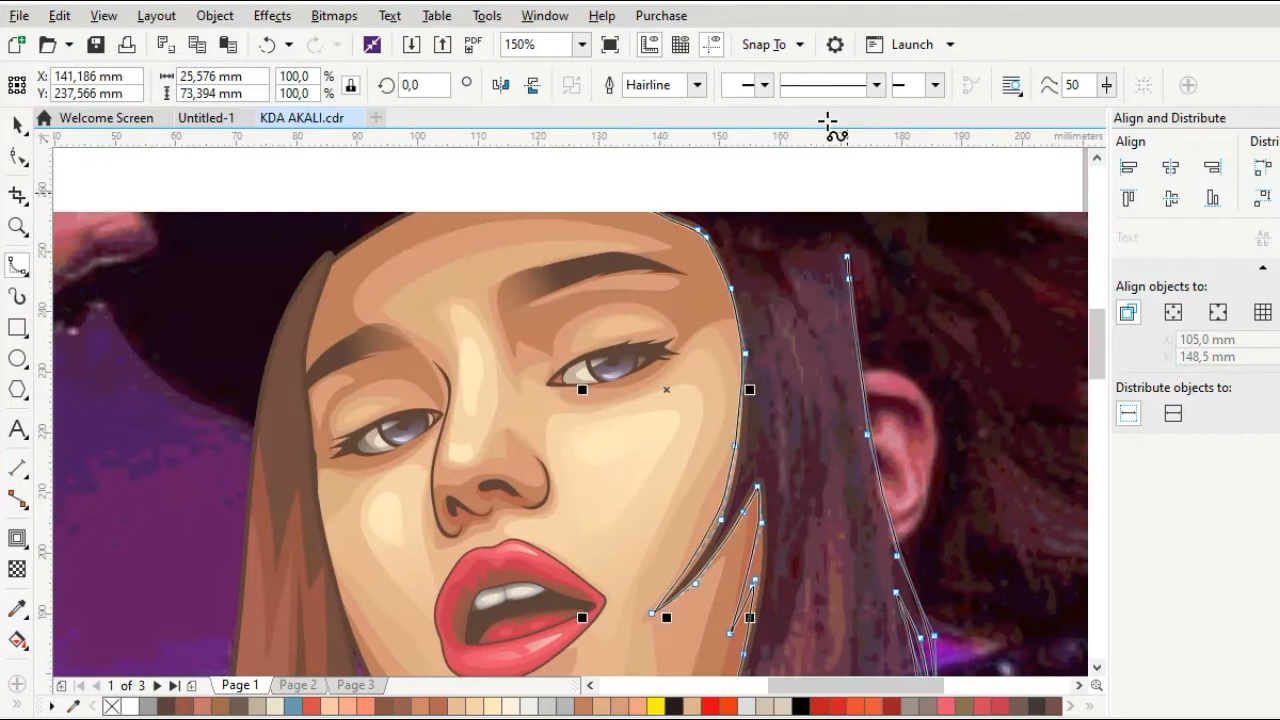 File Edit View Layout Object Effects Bitmaps Text Table Tools Window Help Purchase
PDF 150% Snap To Launch
X: 141,186 mm 25,576 mm 100,0 % 0,0 ° Hairline 50
Y: 237,566 mm 73,394 mm 100,0 %
Welcome Screen Untitled-1 KDA AKALI.cdr Align and Distribute
50 60 70 80 90 100 110 120 130 140 150 160 180 190 200 millimeters
Align Distri
Text
Align objects to:
X: 105,0 mm
148,5 mm
Distribute objects to:
1 of 3 Page 1 Page 2 Page 3